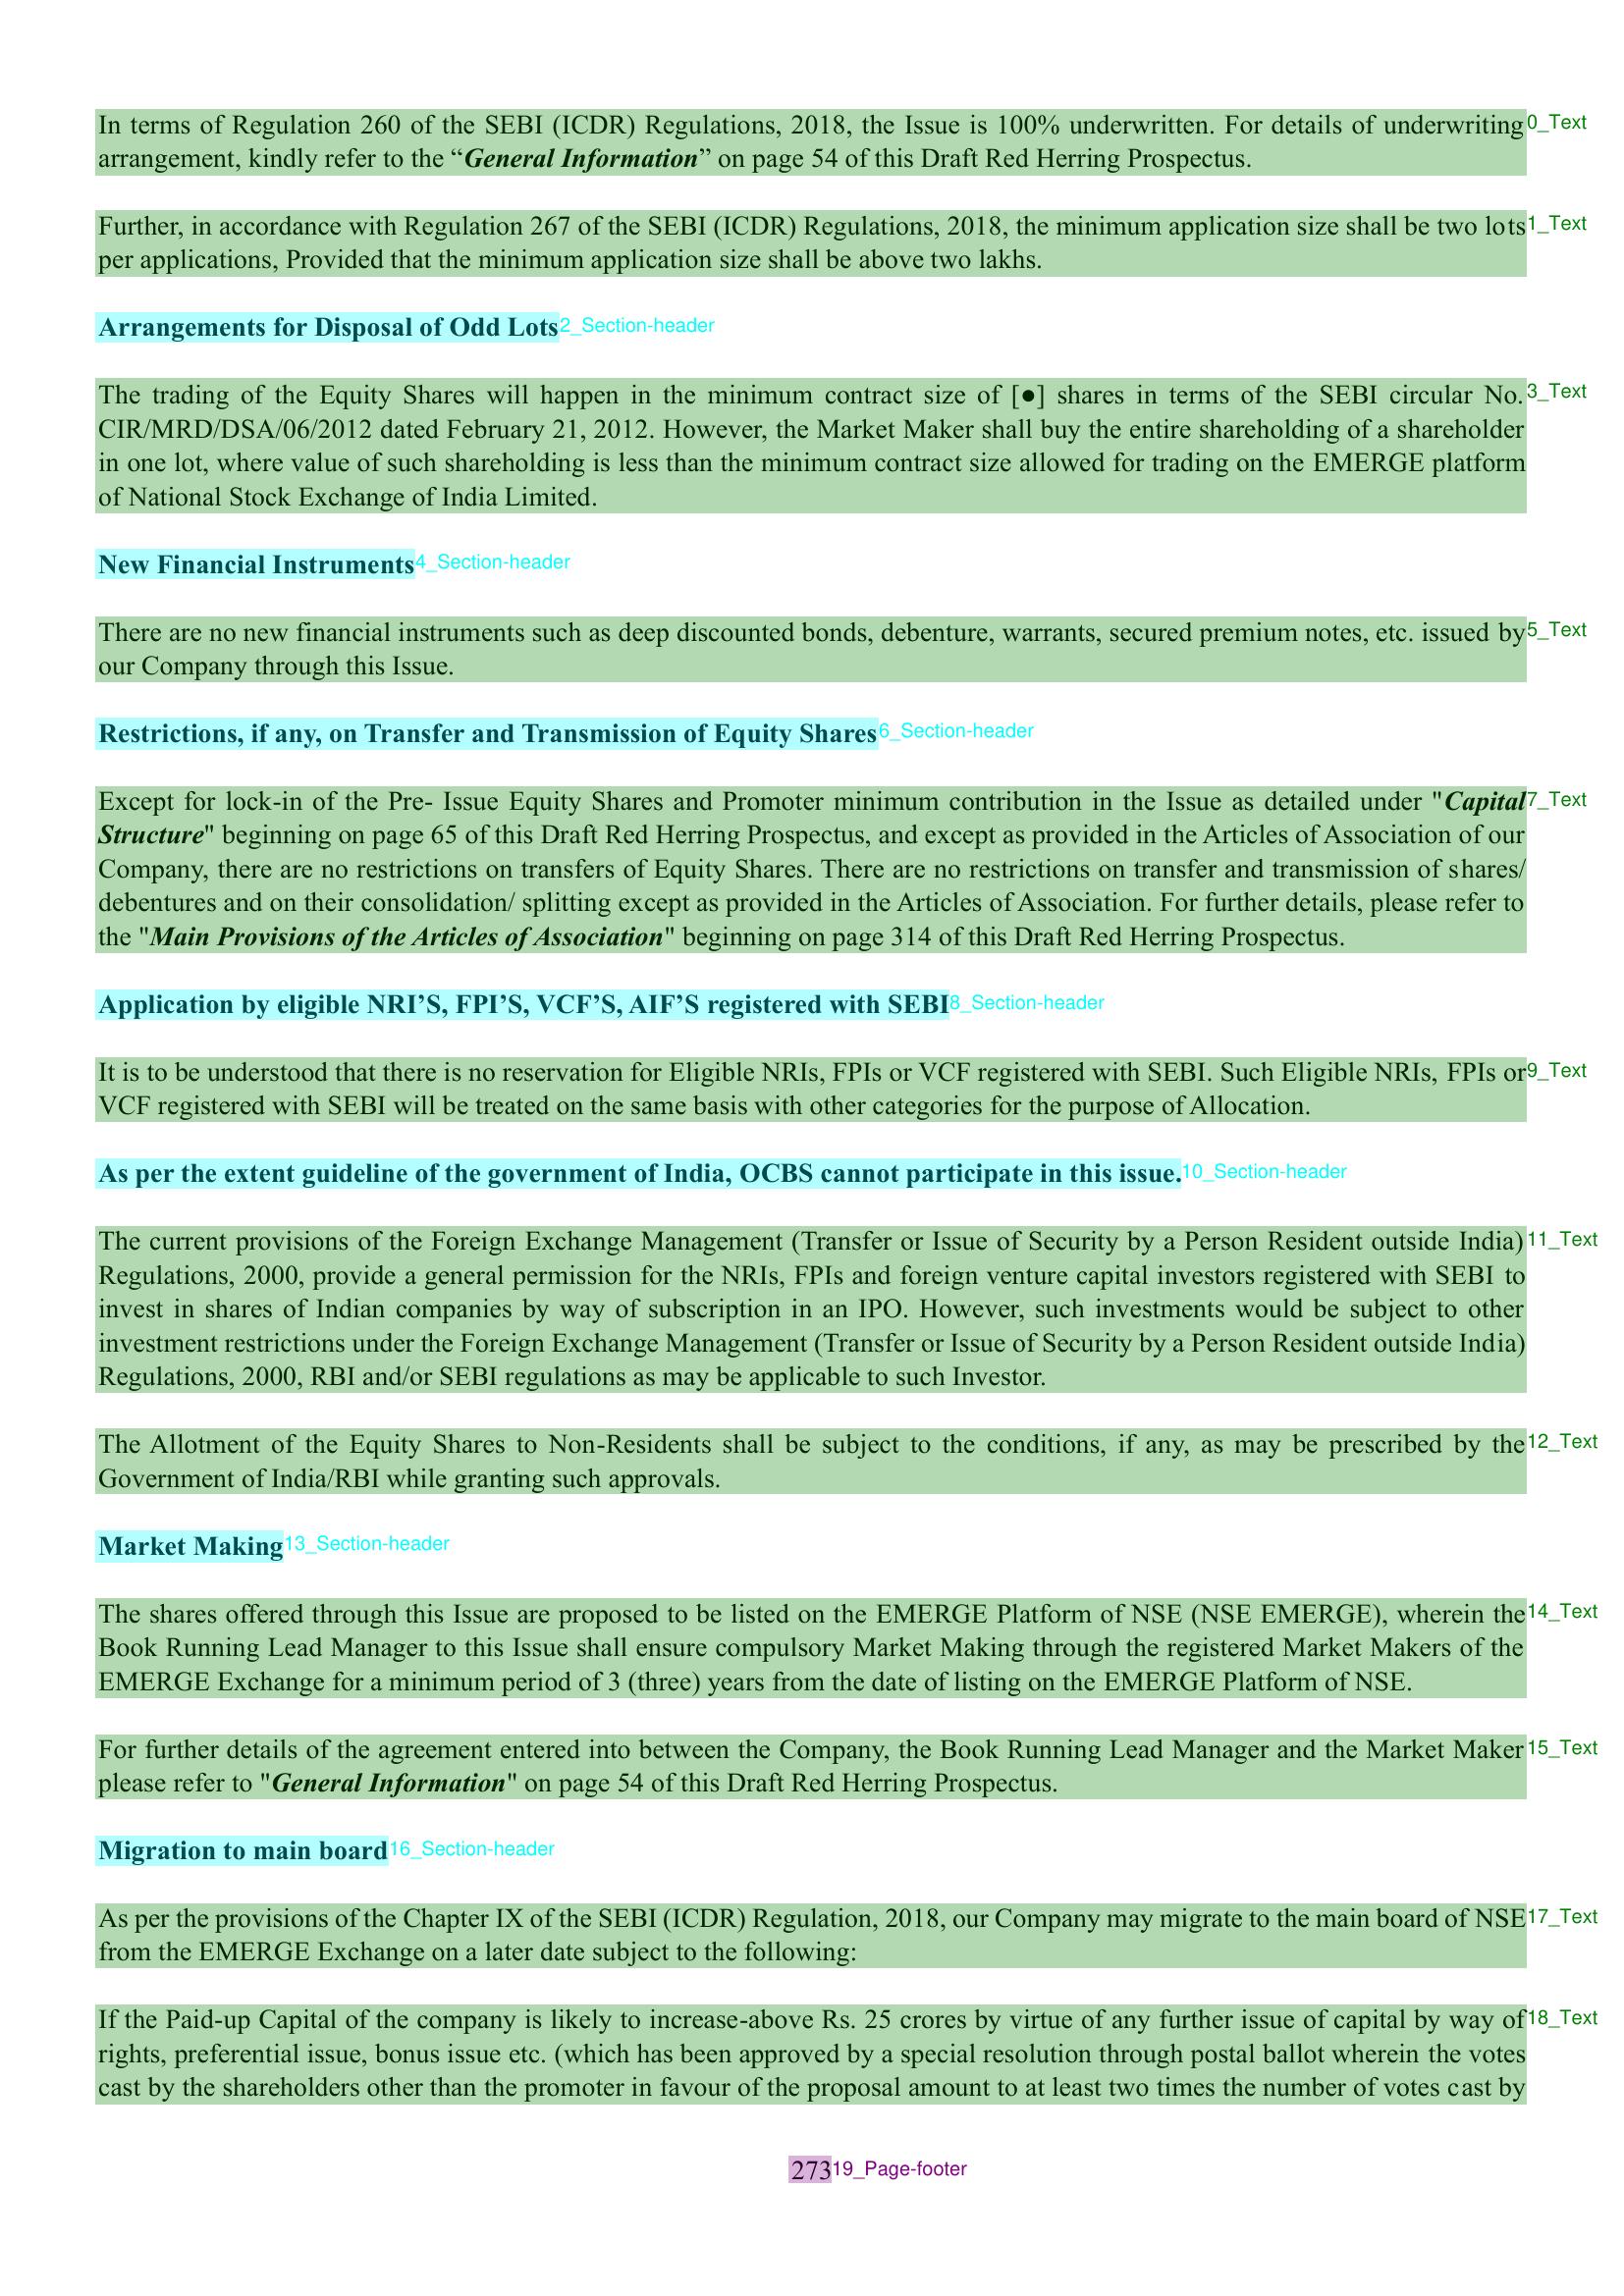 In terms of Regulation 260 of the SEBI (ICDR) Regulations, 2018, the Issue is 100% underwritten. For details of underwriting 0_Text
arrangement, kindly refer to the “General Information” on page 54 of this Draft Red Herring Prospectus.
Further, in accordance with Regulation 267 of the SEBI (ICDR) Regulations, 2018, the minimum application size shall be two lots 1_Text
per applications, Provided that the minimum application size shall be above two lakhs.
Arrangements for Disposal of Odd Lots 2_Section-header
The trading of the Equity Shares will happen in the minimum contract size of [●] shares in terms of the SEBI circular No. 3_Text
CIR/MRD/DSA/06/2012 dated February 21, 2012. However, the Market Maker shall buy the entire shareholding of a shareholder
in one lot, where value of such shareholding is less than the minimum contract size allowed for trading on the EMERGE platform
of National Stock Exchange of India Limited.
New Financial Instruments 4_Section-header
There are no new financial instruments such as deep discounted bonds, debenture, warrants, secured premium notes, etc. issued by 5_Text
our Company through this Issue.
Restrictions, if any, on Transfer and Transmission of Equity Shares 6_Section-header
Except for lock-in of the Pre- Issue Equity Shares and Promoter minimum contribution in the Issue as detailed under "Capital 7_Text
Structure" beginning on page 65 of this Draft Red Herring Prospectus, and except as provided in the Articles of Association of our
Company, there are no restrictions on transfers of Equity Shares. There are no restrictions on transfer and transmission of shares/
debentures and on their consolidation/ splitting except as provided in the Articles of Association. For further details, please refer to
the "Main Provisions of the Articles of Association" beginning on page 314 of this Draft Red Herring Prospectus.
Application by eligible NRI’S, FPI’S, VCF’S, AIF’S registered with SEBI 8_Section-header
It is to be understood that there is no reservation for Eligible NRIs, FPIs or VCF registered with SEBI. Such Eligible NRIs, FPIs or 9_Text
VCF registered with SEBI will be treated on the same basis with other categories for the purpose of Allocation.
As per the extent guideline of the government of India, OCBS cannot participate in this issue. 10_Section-header
The current provisions of the Foreign Exchange Management (Transfer or Issue of Security by a Person Resident outside India) 11_Text
Regulations, 2000, provide a general permission for the NRIs, FPIs and foreign venture capital investors registered with SEBI to
invest in shares of Indian companies by way of subscription in an IPO. However, such investments would be subject to other
investment restrictions under the Foreign Exchange Management (Transfer or Issue of Security by a Person Resident outside India)
Regulations, 2000, RBI and/or SEBI regulations as may be applicable to such Investor.
The Allotment of the Equity Shares to Non-Residents shall be subject to the conditions, if any, as may be prescribed by the 12_Text
Government of India/RBI while granting such approvals.
Market Making 13_Section-header
The shares offered through this Issue are proposed to be listed on the EMERGE Platform of NSE (NSE EMERGE), wherein the 14_Text
Book Running Lead Manager to this Issue shall ensure compulsory Market Making through the registered Market Makers of the
EMERGE Exchange for a minimum period of 3 (three) years from the date of listing on the EMERGE Platform of NSE.
For further details of the agreement entered into between the Company, the Book Running Lead Manager and the Market Maker 15_Text
please refer to "General Information" on page 54 of this Draft Red Herring Prospectus.
Migration to main board 16_Section-header
As per the provisions of the Chapter IX of the SEBI (ICDR) Regulation, 2018, our Company may migrate to the main board of NSE 17_Text
from the EMERGE Exchange on a later date subject to the following:
If the Paid-up Capital of the company is likely to increase-above Rs. 25 crores by virtue of any further issue of capital by way of 18_Text
rights, preferential issue, bonus issue etc. (which has been approved by a special resolution through postal ballot wherein the votes
cast by the shareholders other than the promoter in favour of the proposal amount to at least two times the number of votes cast by
273 19_Page-footer